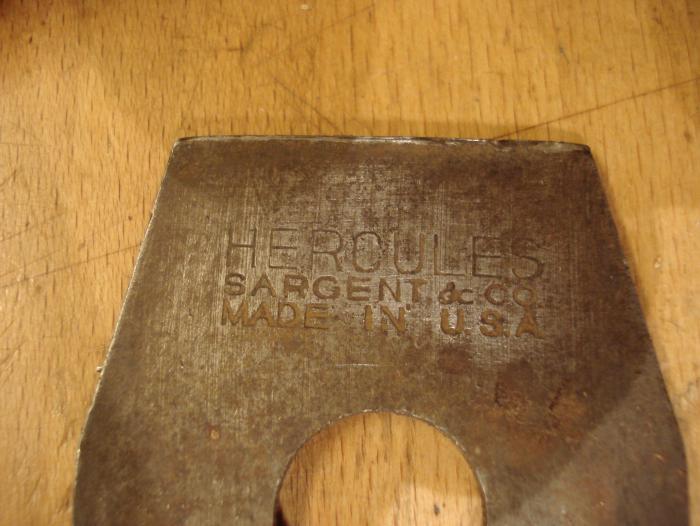 HERCULES
SARGENT & CO
MADE IN U.S.A